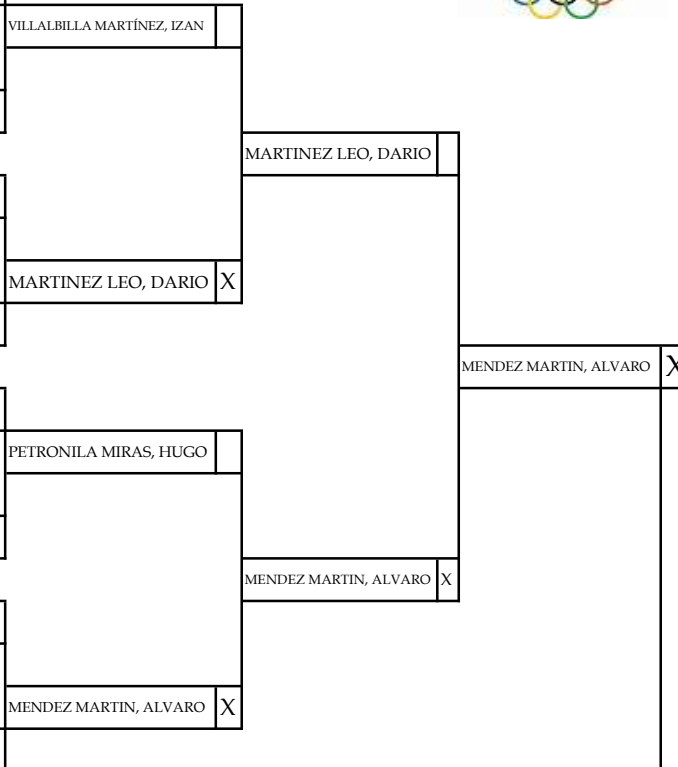 VILLALBILLA MARTÍNEZ, IZAN
MARTINEZ LEO, DARIO
MARTINEZ LEO, DARIO X
MENDEZ MARTIN, ALVARO X
PETRONILA MIRAS, HUGO
MENDEZ MARTIN, ALVARO X
MENDEZ MARTIN, ALVARO X